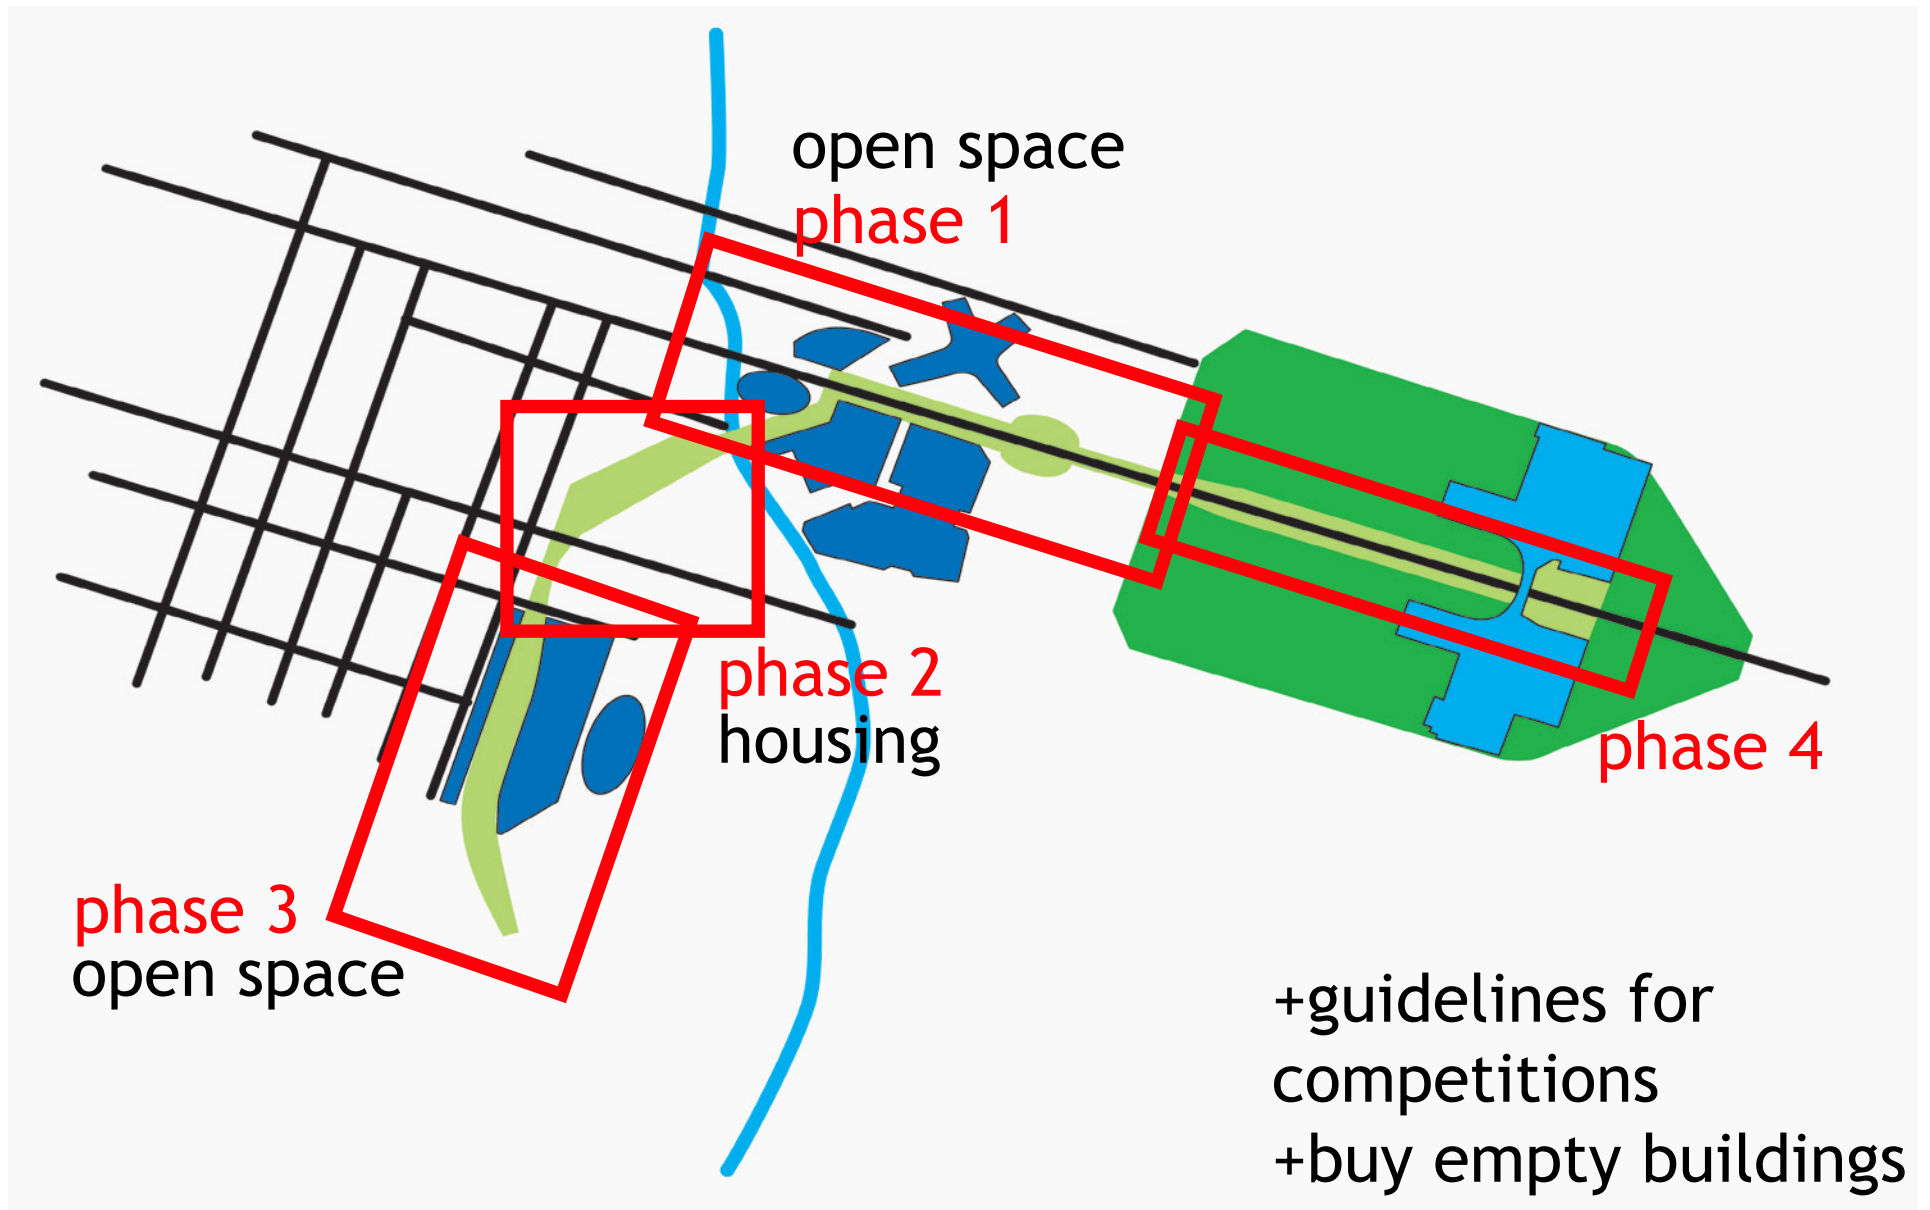 open space
phase 1
phase 2
housing
phase 4
phase 3
open space
+guidelines for
competitions
+buy empty buildings